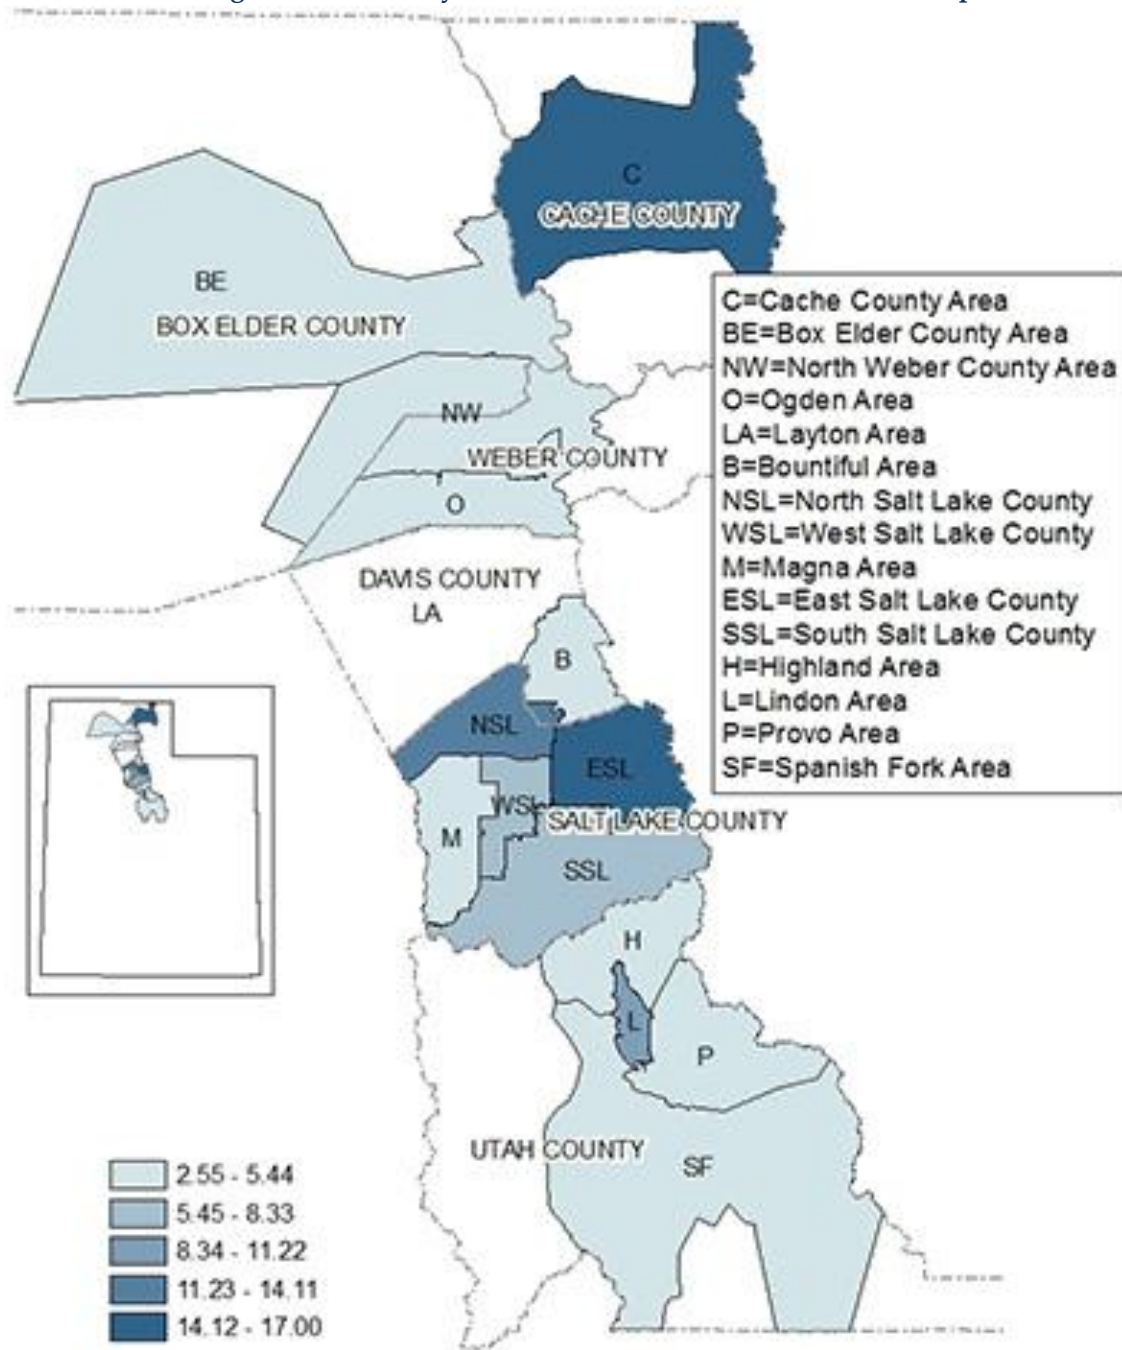 C
CACHE COUNTY
BE
BOX ELDER COUNTY
C=Cache County Area
BE=Box Elder County Area
NW=North Weber County Area
O=Ogden Area
LA=Layton Area
B=Bountiful Area
NSL=North Salt Lake County
WSL=West Salt Lake County
M=Magna Area
ESL=East Salt Lake County
SSL=South Salt Lake County
H=Highland Area
L=Lindon Area
P=Provo Area
SF=Spanish Fork Area
NW
WEBER COUNTY
O
DAVIS COUNTY
LA
B
NSL
ESL
WSL
SALT LAKE COUNTY
M
SSL
H
L
P
UTAH COUNTY
SF
2.55 - 5.44
5.45 - 8.33
8.34 - 11.22
11.23 - 14.11
14.12 - 17.00